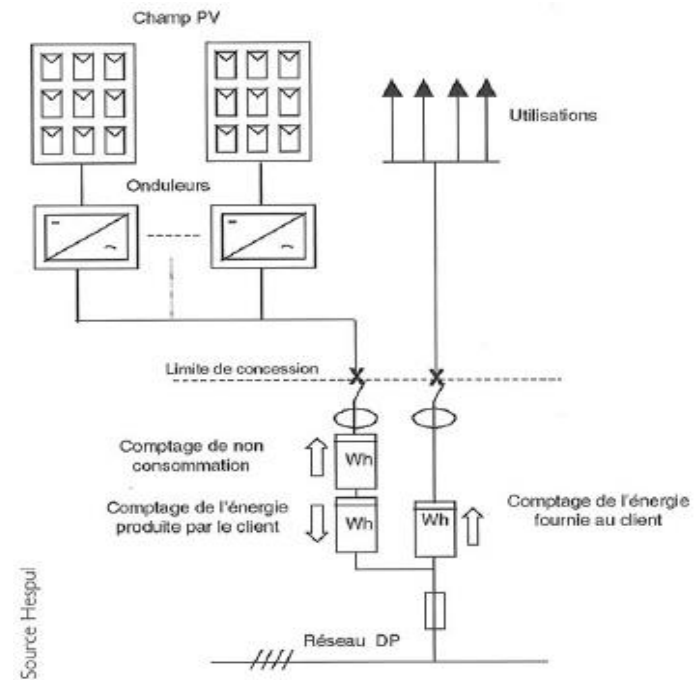 Champ PV
Utilisations
Onduleurs
Limite de concession
Comptage de non
consommation
Wh
Comptage de l'énergie
produite par le client
Wh
Wh
Comptage de l'énergie
fournie au client
Réseau DP
Source Hespul